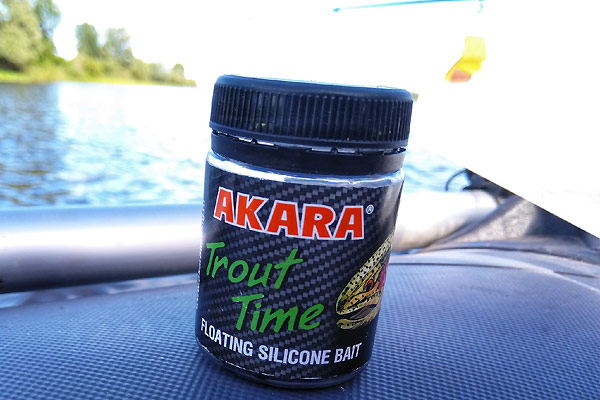 AKARA®
Trout
Time
FLOATING SILICONE BAIT